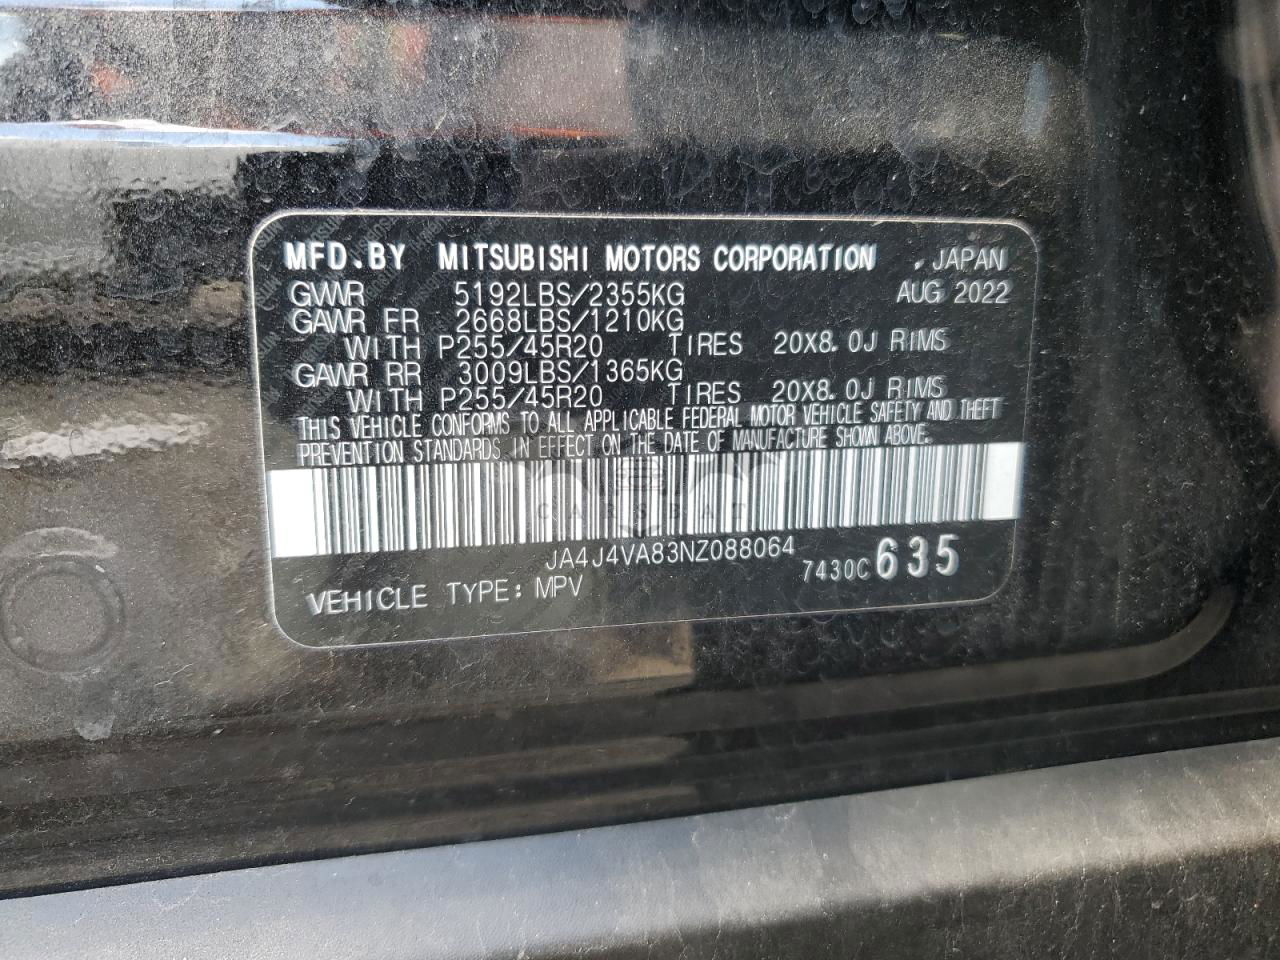 MFD.BY MITSUBISHI MOTORS CORPORATION , JAPAN
GVWR 5192LBS/2355KG AUG 2022
GAWR FR 2668LBS/1210KG
WITH P255/45R20 TIRES 20X8.0J RIMS
GAWR RR 3009LBS/1365KG
WITH P255/45R20 TIRES 20X8.0J RIMS
THIS VEHICLE CONFORMS TO ALL APPLICABLE FEDERAL MOTOR VEHICLE SAFETY AND THEFT
PREVENTION STANDARDS IN EFFECT ON THE DATE OF MANUFACTURE SHOWN ABOVE.
CARSBAT
JA4J4VA83NZ088064 7430C 635
VEHICLE TYPE: MPV